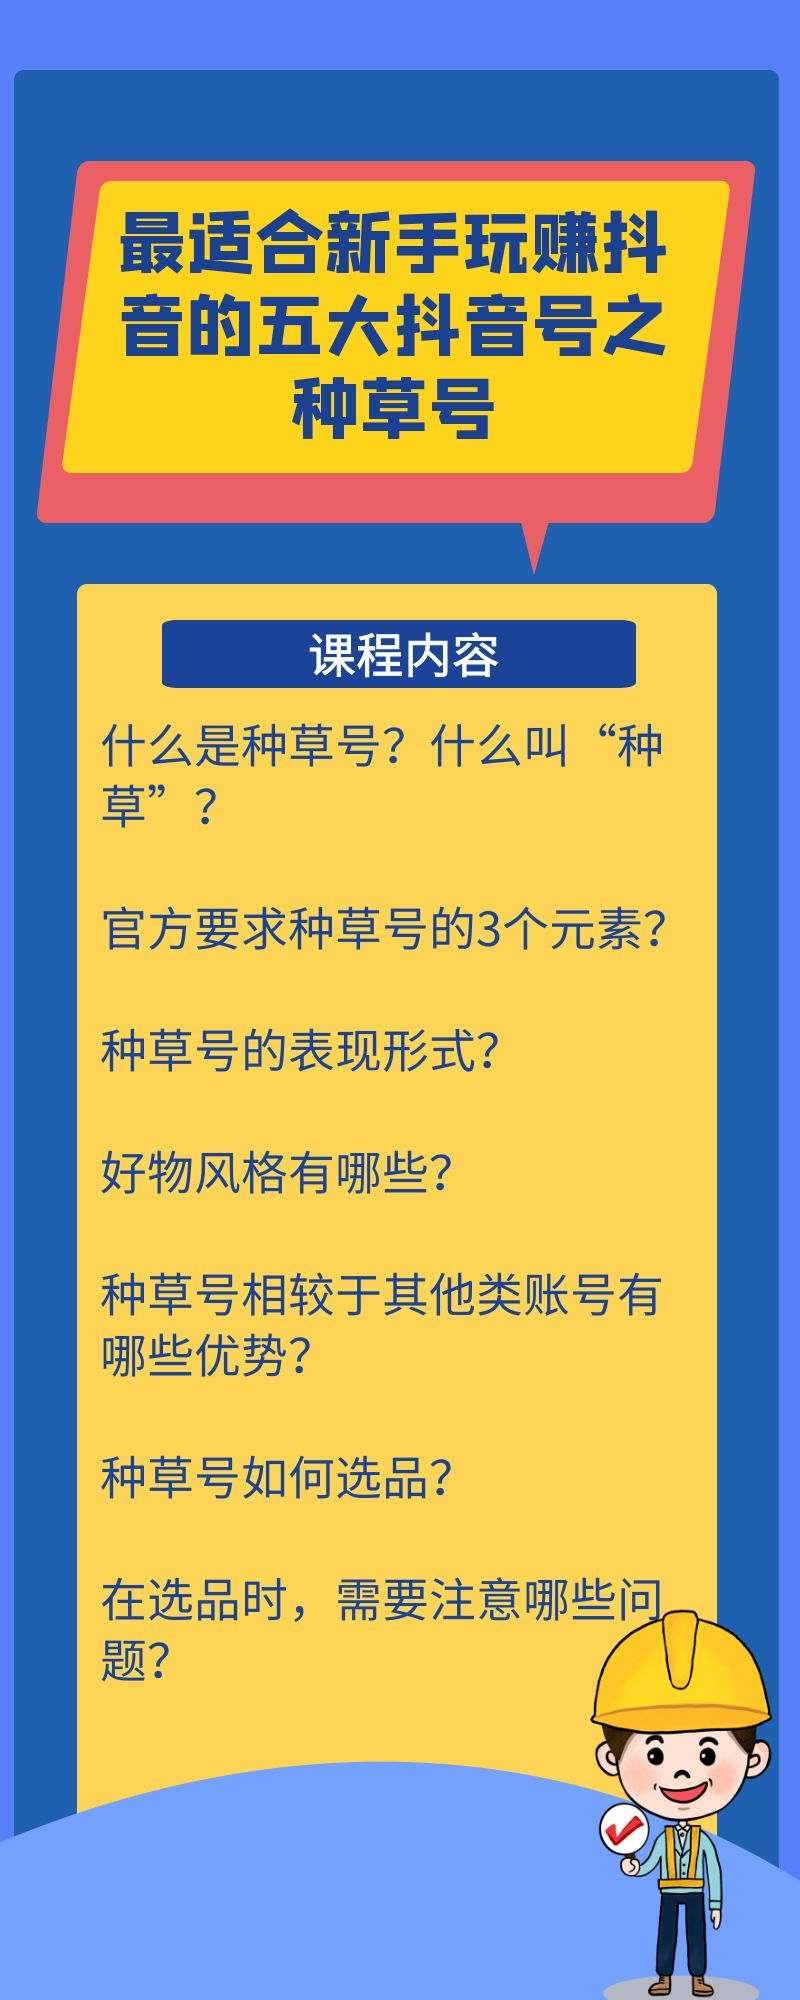 最适合新手玩赚抖
音的五大抖音号之
种草号
课程内容
什么是种草号？什么叫“种
草”？
官方要求种草号的3个元素？
种草号的表现形式？
好物风格有哪些？
种草号相较于其他类账号有
哪些优势？
种草号如何选品？
在选品时，需要注意哪些问
题？